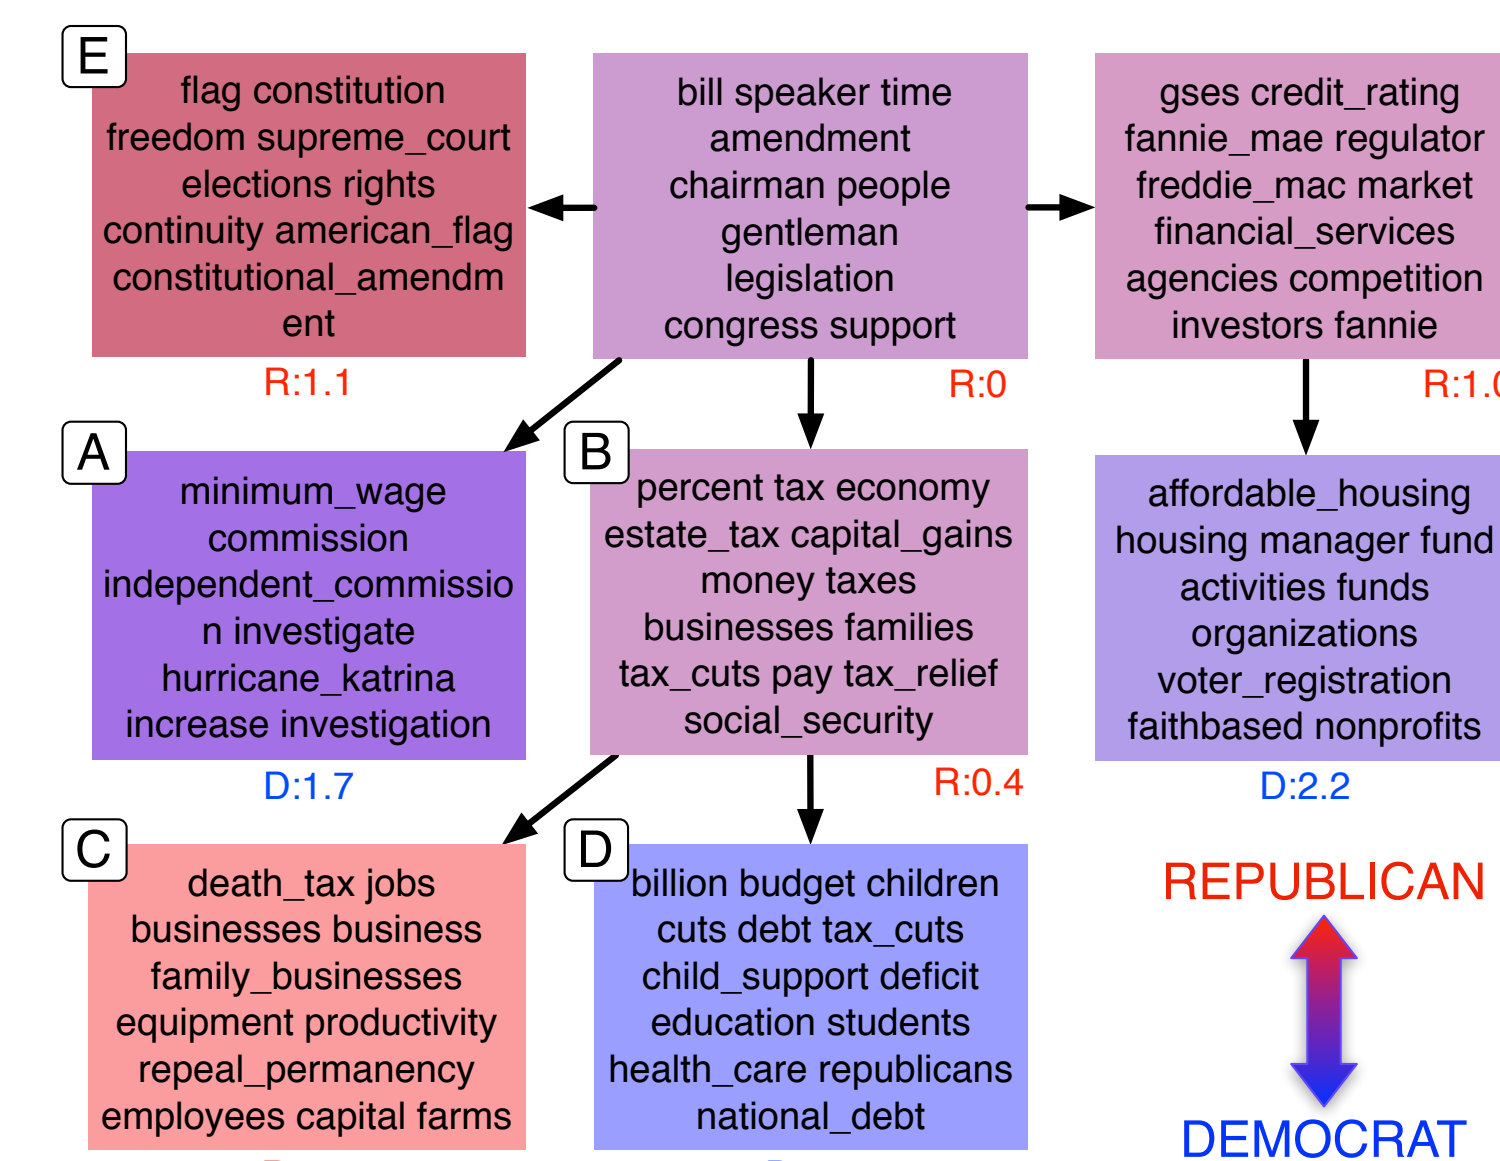 E
flag constitution
freedom supreme_court
elections rights
continuity american_flag
constitutional_amendm
ent
R:1.1
bill speaker time
amendment
chairman people
gentleman
legislation
congress support
R:0
gses credit_rating
fannie_mae regulator
freddie_mac market
financial_services
agencies competition
investors fannie
R:1.0
A
minimum_wage
commission
independent_commissio
n investigate
hurricane_katrina
increase investigation
D:1.7
B
percent tax economy
estate_tax capital_gains
money taxes
businesses families
tax_cuts pay tax_relief
social_security
R:0.4
affordable_housing
housing manager fund
activities funds
organizations
voter_registration
faithbased nonprofits
D:2.2
C
death_tax jobs
businesses business
family_businesses
equipment productivity
repeal_permanency
employees capital farms
D
billion budget children
cuts debt tax_cuts
child_support deficit
education students
health_care republicans
national_debt
REPUBLICAN
DEMOCRAT